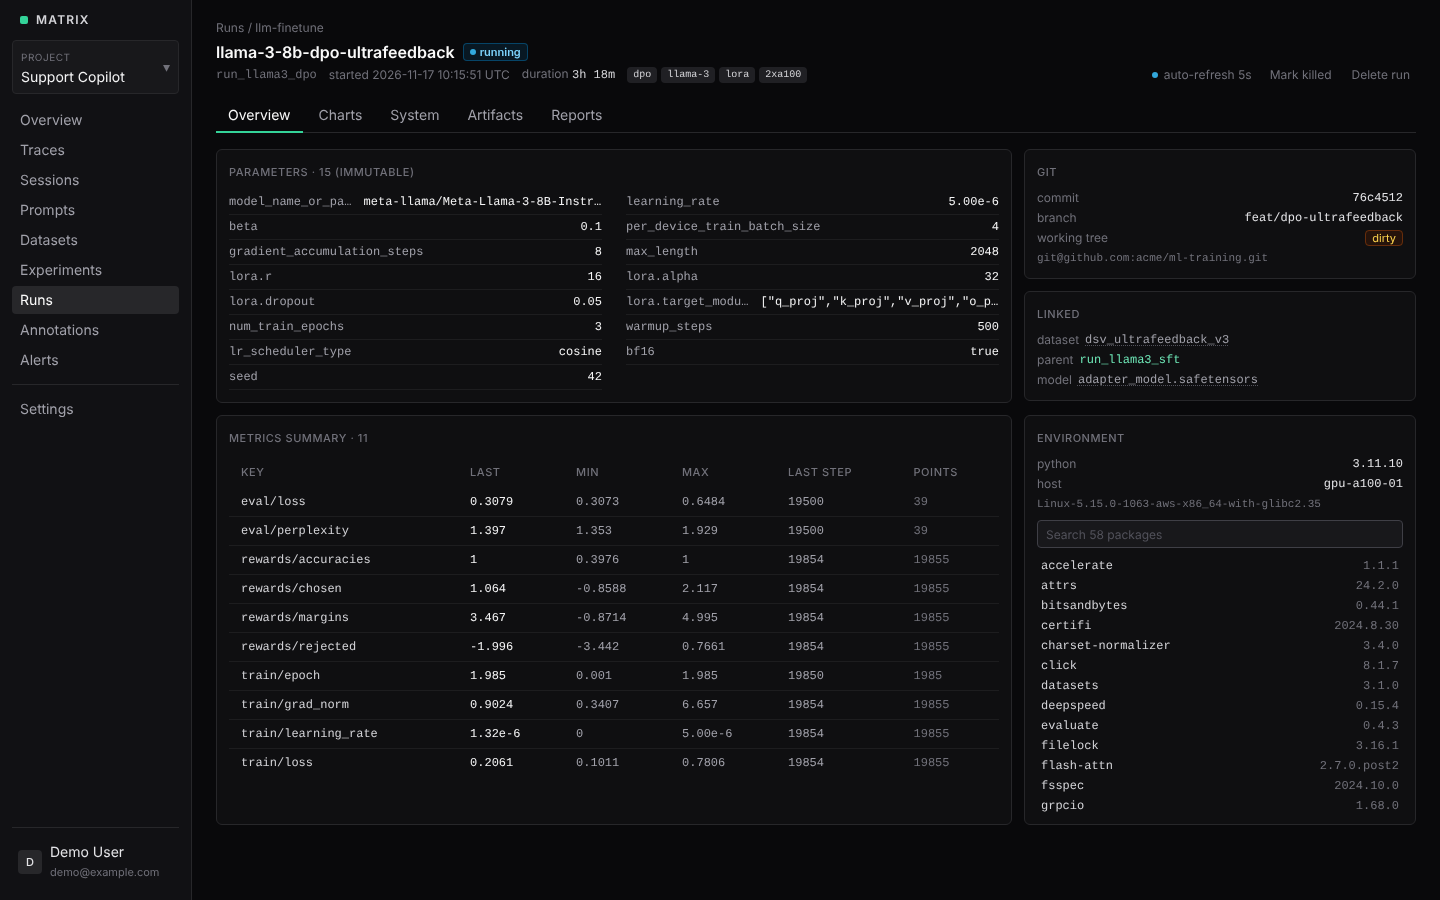 MATRIX
PROJECT
Support Copilot
Overview
Traces
Sessions
Prompts
Datasets
Experiments
Runs
Annotations
Alerts
Settings
D
Demo User
demo@example.com
Runs / llm-finetune
llama-3-8b-dpo-ultrafeedback running
run_llama3_dpo started 2026-11-17 10:15:51 UTC duration 3h 18m dpo llama-3 lora 2xa100
auto-refresh 5s Mark killed Delete run
Overview Charts System Artifacts Reports
PARAMETERS · 15 (IMMUTABLE)
model_name_or_pa… meta-llama/Meta-Llama-3-8B-Instr… learning_rate 5.00e-6
beta 0.1 per_device_train_batch_size 4
gradient_accumulation_steps 8 max_length 2048
lora.r 16 lora.alpha 32
lora.dropout 0.05 lora.target_modu… ["q_proj","k_proj","v_proj","o_p…
num_train_epochs 3 warmup_steps 500
lr_scheduler_type cosine bf16 true
seed 42
GIT
commit 76c4512
branch feat/dpo-ultrafeedback
working tree dirty
git@github.com:acme/ml-training.git
LINKED
dataset dsv_ultrafeedback_v3
parent run_llama3_sft
model adapter_model.safetensors
METRICS SUMMARY · 11
KEY LAST MIN MAX LAST STEP POINTS
eval/loss 0.3079 0.3073 0.6484 19500 39
eval/perplexity 1.397 1.353 1.929 19500 39
rewards/accuracies 1 0.3976 1 19854 19855
rewards/chosen 1.064 -0.8588 2.117 19854 19855
rewards/margins 3.467 -0.8714 4.995 19854 19855
rewards/rejected -1.996 -3.442 0.7661 19854 19855
train/epoch 1.985 0.001 1.985 19850 1985
train/grad_norm 0.9024 0.3407 6.657 19854 19855
train/learning_rate 1.32e-6 0 5.00e-6 19854 19855
train/loss 0.2061 0.1011 0.7806 19854 19855
ENVIRONMENT
python 3.11.10
host gpu-a100-01
Linux-5.15.0-1063-aws-x86_64-with-glibc2.35
Search 58 packages
accelerate 1.1.1
attrs 24.2.0
bitsandbytes 0.44.1
certifi 2024.8.30
charset-normalizer 3.4.0
click 8.1.7
datasets 3.1.0
deepspeed 0.15.4
evaluate 0.4.3
filelock 3.16.1
flash-attn 2.7.0.post2
fsspec 2024.10.0
grpcio 1.68.0